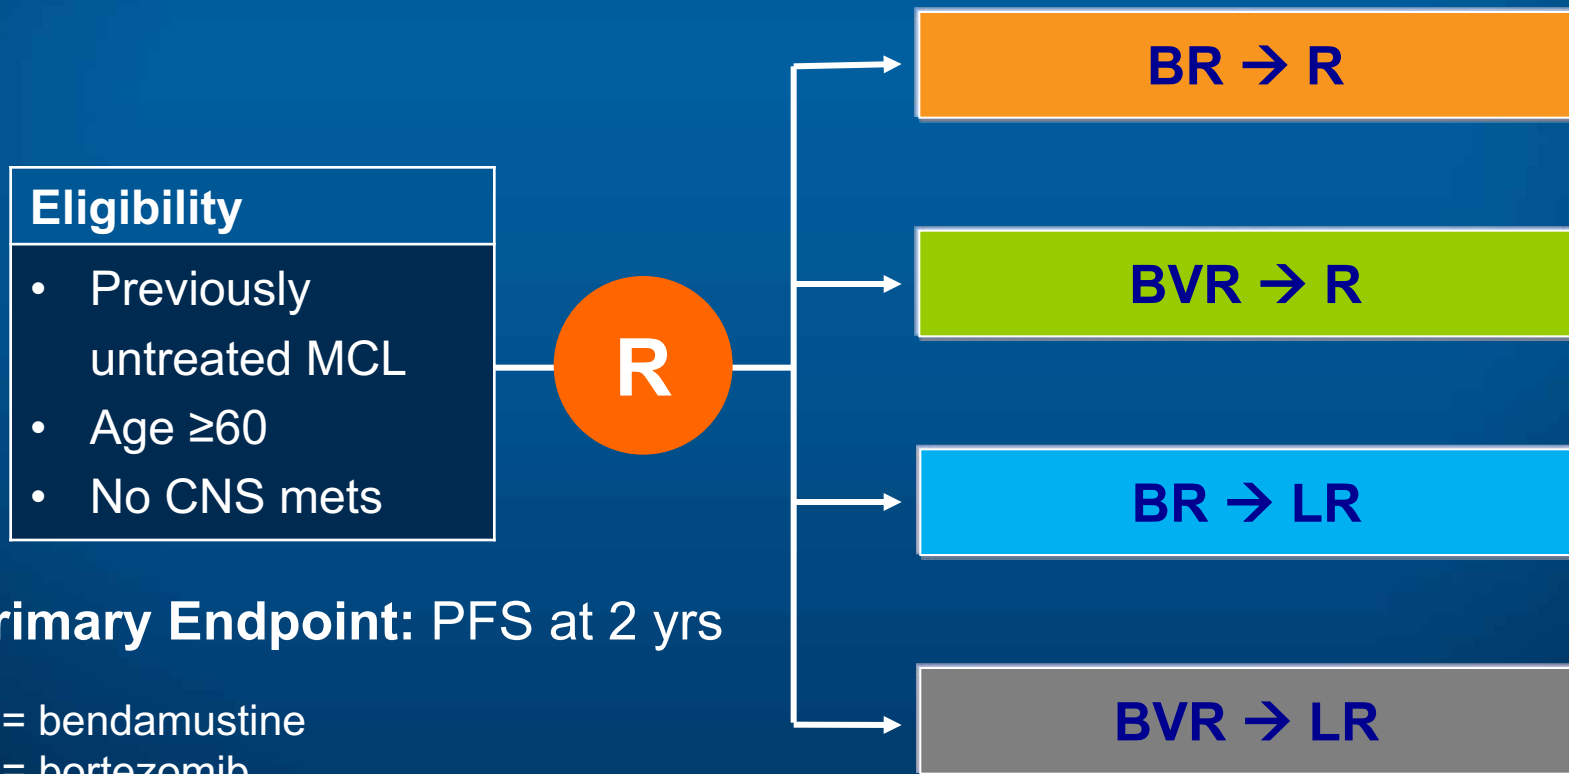 Eligibility
• Previously
untreated MCL
• Age ≥60
• No CNS mets
R
BR → R
BVR → R
BR → LR
BVR → LR
rimary Endpoint: PFS at 2 yrs
= bendamustine
= bortezomib